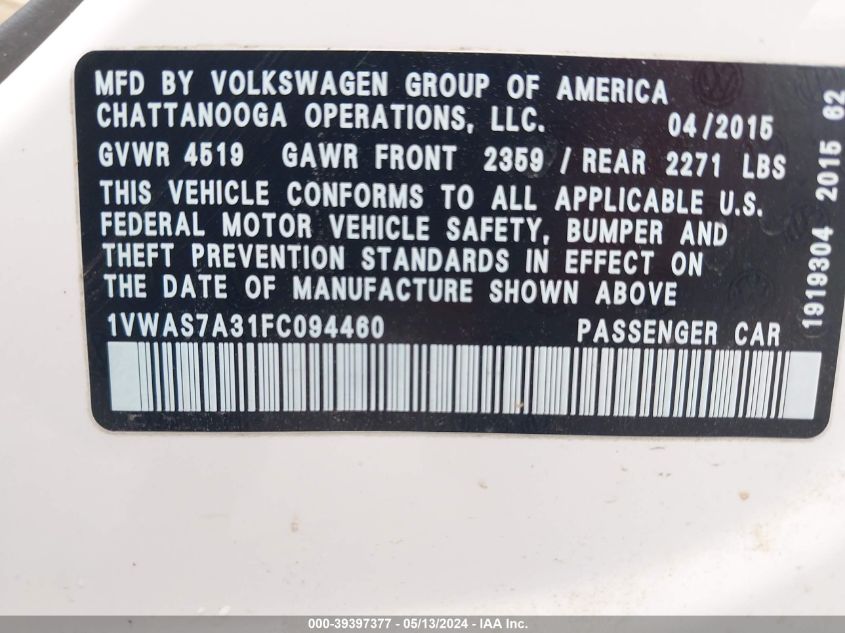 MFD BY VOLKSWAGEN GROUP OF AMERICA
CHATTANOOGA OPERATIONS, LLC. 04/2015
GVWR 4519 GAWR FRONT 2359 / REAR 2271 LBS
THIS VEHICLE CONFORMS TO ALL APPLICABLE U.S.
FEDERAL MOTOR VEHICLE SAFETY, BUMPER AND
THEFT PREVENTION STANDARDS IN EFFECT ON
THE DATE OF MANUFACTURE SHOWN ABOVE
1VWAS7A31FC094460 PASSENGER CAR
1919304 2015 62
000-39397377 - 05/13/2024 - IAA Inc.